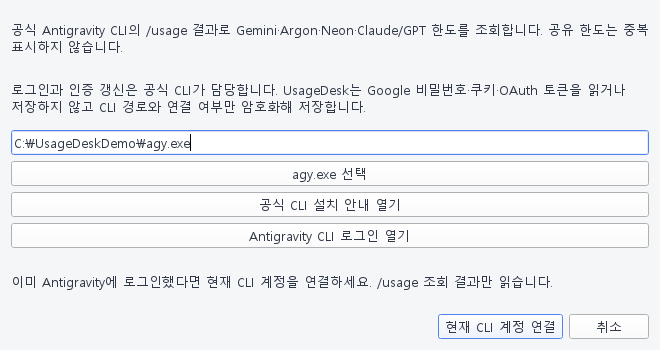 공식 Antigravity CLI의 /usage 결과로 Gemini·Argon·Neon·Claude/GPT 한도를 조회합니다. 공유 한도는 중복
표시하지 않습니다.
로그인과 인증 갱신은 공식 CLI가 담당합니다. UsageDesk는 Google 비밀번호·쿠키·OAuth 토큰을 읽거나
저장하지 않고 CLI 경로와 연결 여부만 암호화해 저장합니다.
C:₩UsageDeskDemo₩agy.exe
agy.exe 선택
공식 CLI 설치 안내 열기
Antigravity CLI 로그인 열기
이미 Antigravity에 로그인했다면 현재 CLI 계정을 연결하세요. /usage 조회 결과만 읽습니다.
현재 CLI 계정 연결
취소